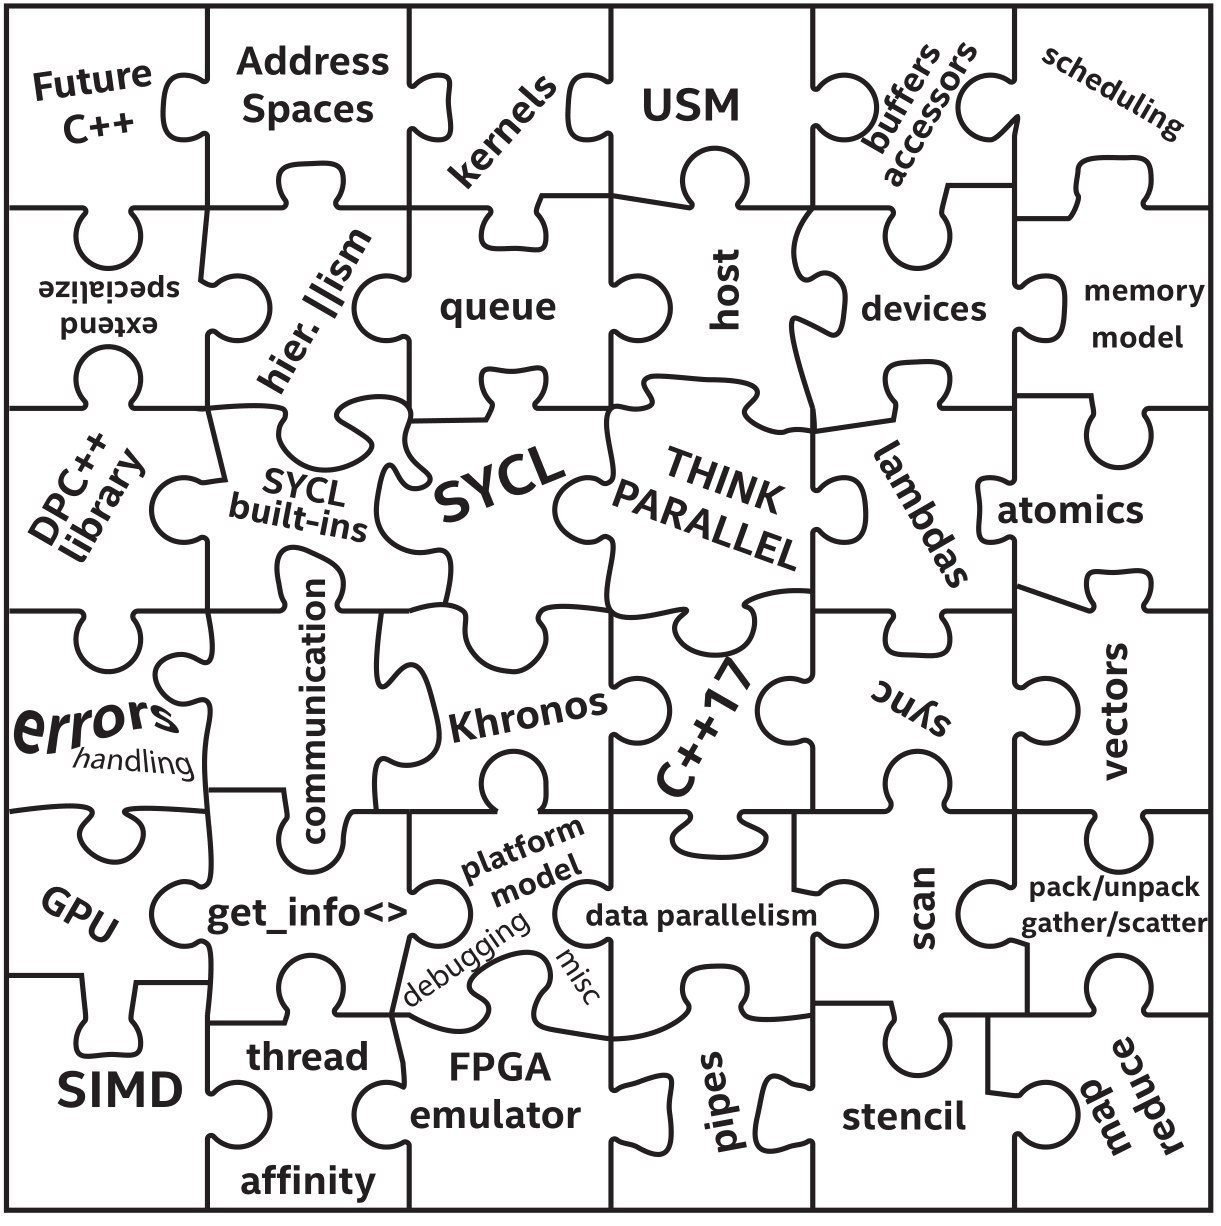 Future
C++
Address
Spaces
kernels
USM
buffers
accessors
scheduling
specialize
extend
hier. ||ism
queue
host
devices
memory
model
DPC++
library
SYCL
built-ins
SYCL
THINK
PARALLEL
lambdas
atomics
errors
handling
communication
Khronos
C++17
sync
vectors
GPU
get_info<>
platform
model
debugging
misc
data parallelism
scan
pack/unpack
gather/scatter
SIMD
thread
affinity
FPGA
emulator
pipes
stencil
map
reduce